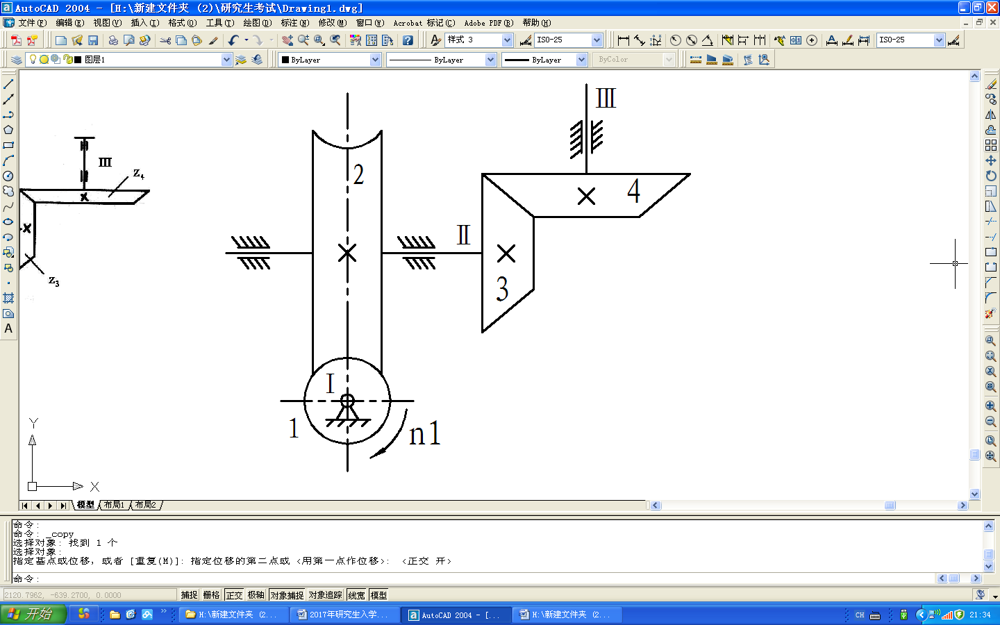 AutoCAD 2004 - [H:\新建文件夹 (2)\研究生考试\Drawing1.dwg]
文件(F) 编辑(E) 视图(V) 插入(I) 格式(O) 工具(T) 绘图(D) 标注(N) 修改(M) 窗口(W) Acrobat 标记(C) Adobe PDF(B) 帮助(H)
样式 3 ISO-25 ISO-25
图层1 ByLayer ByLayer ByLayer ByColor
III
Z4
Z3
III
2
4
II
3
I
1
n1
Y
X
模型 布局1 布局2
命令:
命令: _copy
选择对象: 找到 1 个
选择对象:
指定基点或位移，或者 [重复(M)]: 指定位移的第二点或 <用第一点作位移>: <正交 开>
命令:
2120.7962, -639.2700, 0.0000 捕捉 栅格 正交 极轴 对象捕捉 对象追踪 线宽 模型
开始 H:\新建文件夹 (2... 2017年研究生入学... AutoCAD 2004 - [... H:\新建文件夹 (2... CH 21:34